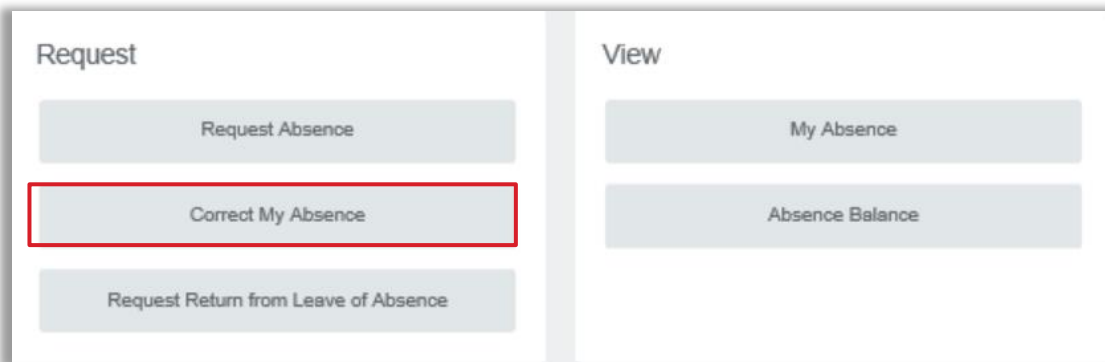 Request
Request Absence
Correct My Absence
Request Return from Leave of Absence
View
My Absence
Absence Balance